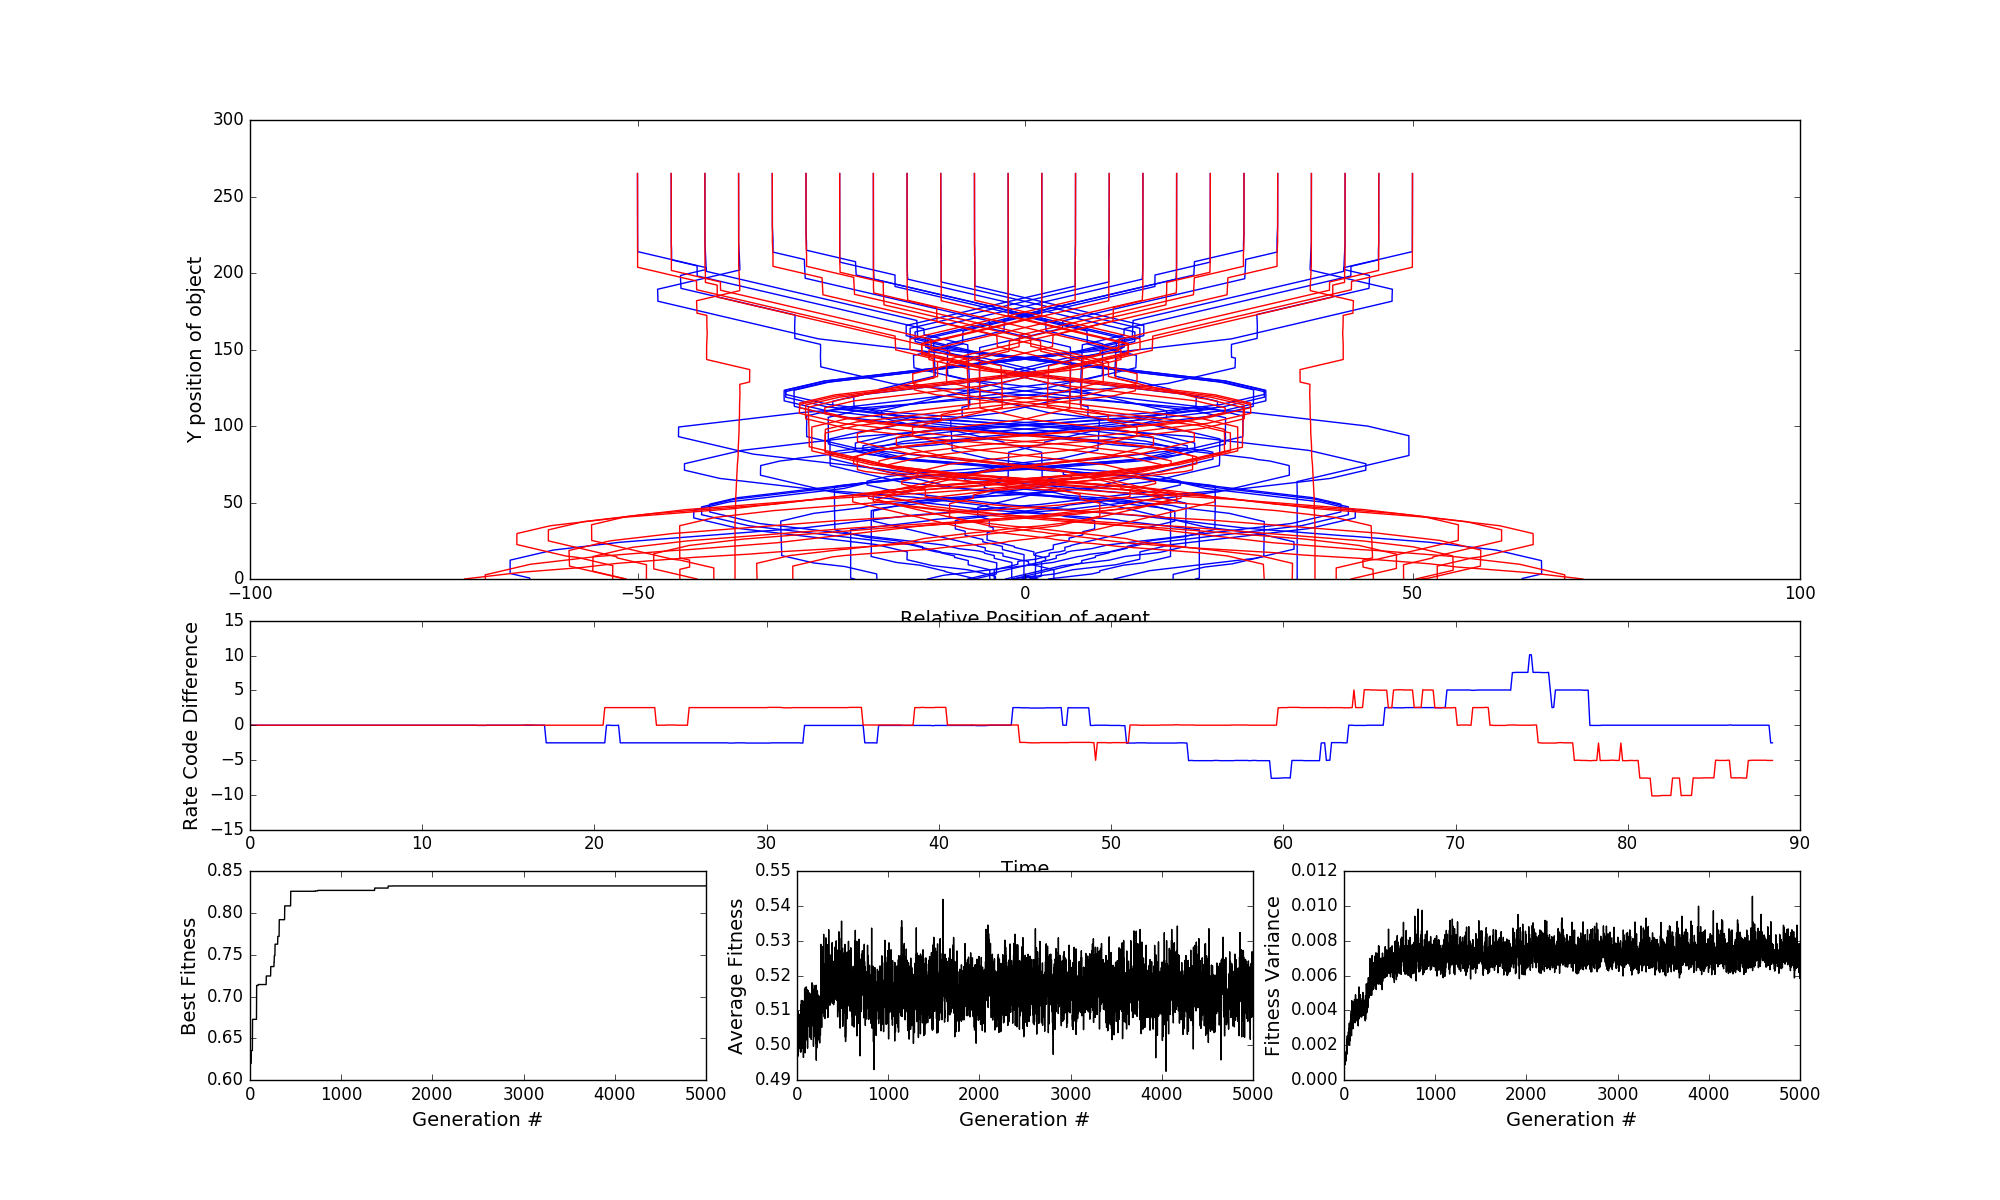 300
250
200
150
100
50
0
Y position of object
−100 −50 0 50 100
Relative Position of agent
15
10
5
0
−5
−10
−15
Rate Code Difference
0 10 20 30 40 50 60 70 80 90
Time
0.85
0.80
0.75
0.70
0.65
0.60
Best Fitness
0 1000 2000 3000 4000 5000
Generation #
0.55
0.54
0.53
0.52
0.51
0.50
0.49
Average Fitness
0 1000 2000 3000 4000 5000
Generation #
0.012
0.010
0.008
0.006
0.004
0.002
0.000
Fitness Variance
0 1000 2000 3000 4000 5000
Generation #